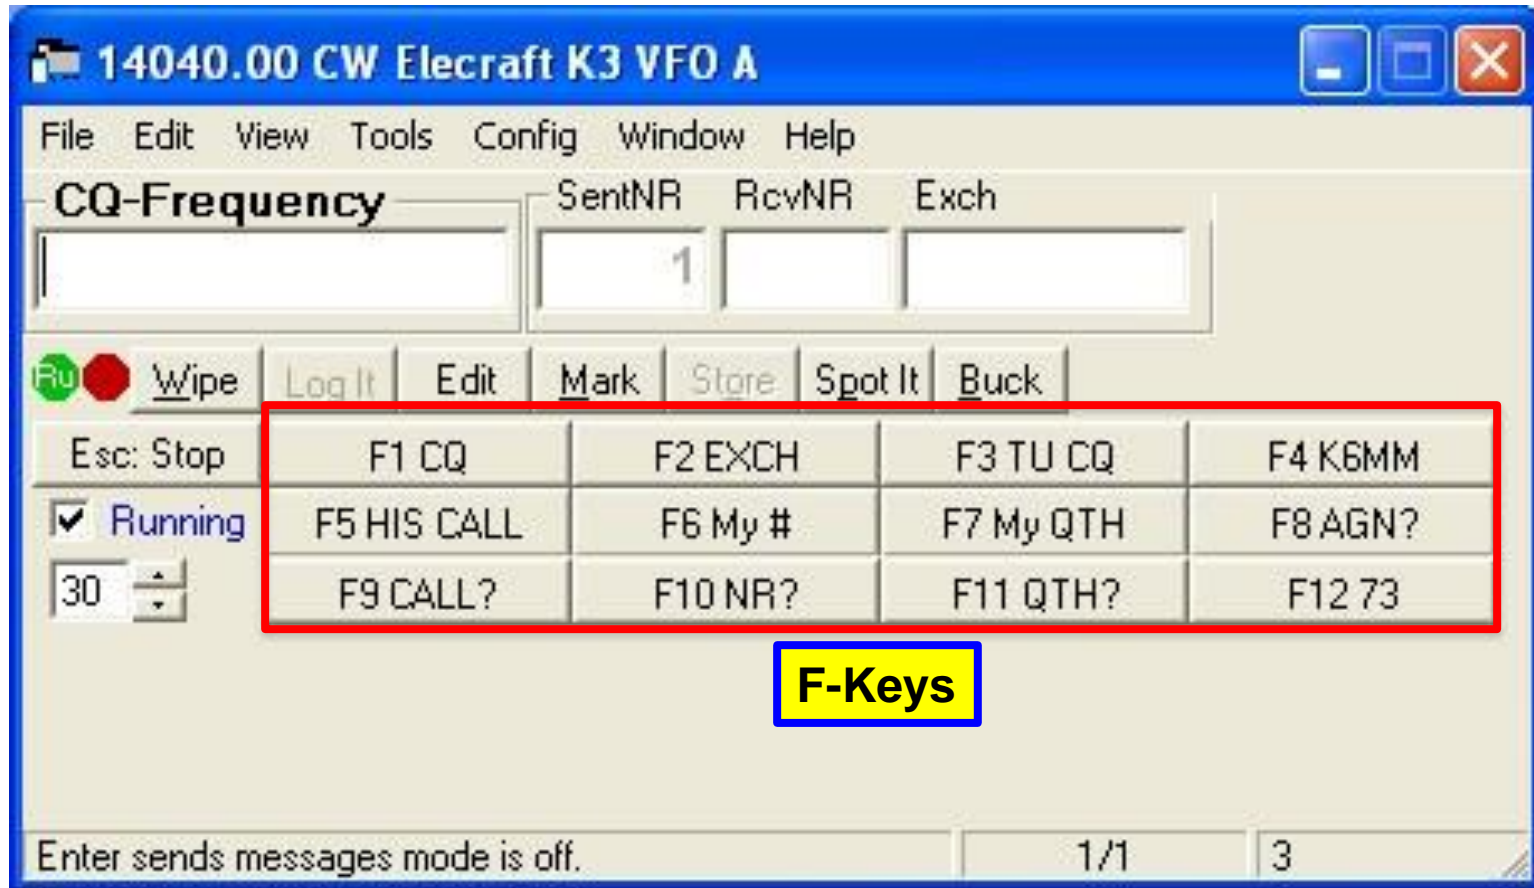 14040.00 CW Elecraft K3 VFO A
File Edit View Tools Config Window Help
CQ-Frequency SentNR RcvNR Exch
1
Ru Wipe Log It Edit Mark Store Spot It Buck
Esc: Stop F1 CQ F2 EXCH F3 TU CQ F4 K6MM
Running F5 HIS CALL F6 My # F7 My QTH F8 AGN?
30 F9 CALL? F10 NR? F11 QTH? F12 73
F-Keys
Enter sends messages mode is off. 1/1 3